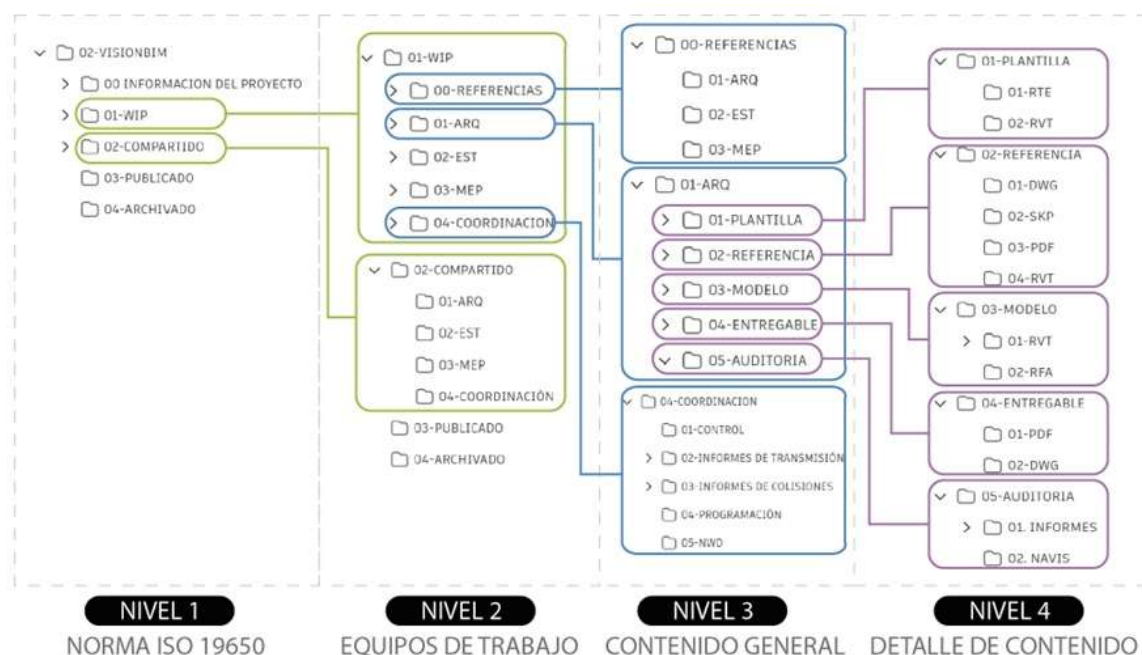 02-VISIONBIM
00 INFORMACION DEL PROYECTO
01-WIP
02-COMPARTIDO
03-PUBLICADO
04-ARCHIVADO
01-WIP
00-REFERENCIAS
01-ARQ
02-EST
03-MEP
04-COORDINACION
02-COMPARTIDO
01-ARQ
02-EST
03-MEP
04-COORDINACIÓN
03-PUBLICADO
04-ARCHIVADO
00-REFERENCIAS
01-ARQ
02-EST
03-MEP
01-ARQ
01-PLANTILLA
02-REFERENCIA
03-MODELO
04-ENTREGABLE
05-AUDITORIA
04-COORDINACION
01-CONTROL
02-INFORMES DE TRANSMISIÓN
03-INFORMES DE COLISIONES
04-PROGRAMACIÓN
05-NWD
01-PLANTILLA
01-RTE
02-RVT
02-REFERENCIA
01-DWG
02-SKP
03-PDF
04-RVT
03-MODELO
01-RVT
02-RFA
04-ENTREGABLE
01-PDF
02-DWG
05-AUDITORIA
01. INFORMES
02. NAVIS
NIVEL 1
NORMA ISO 19650
NIVEL 2
EQUIPOS DE TRABAJO
NIVEL 3
CONTENIDO GENERAL
NIVEL 4
DETALLE DE CONTENIDO